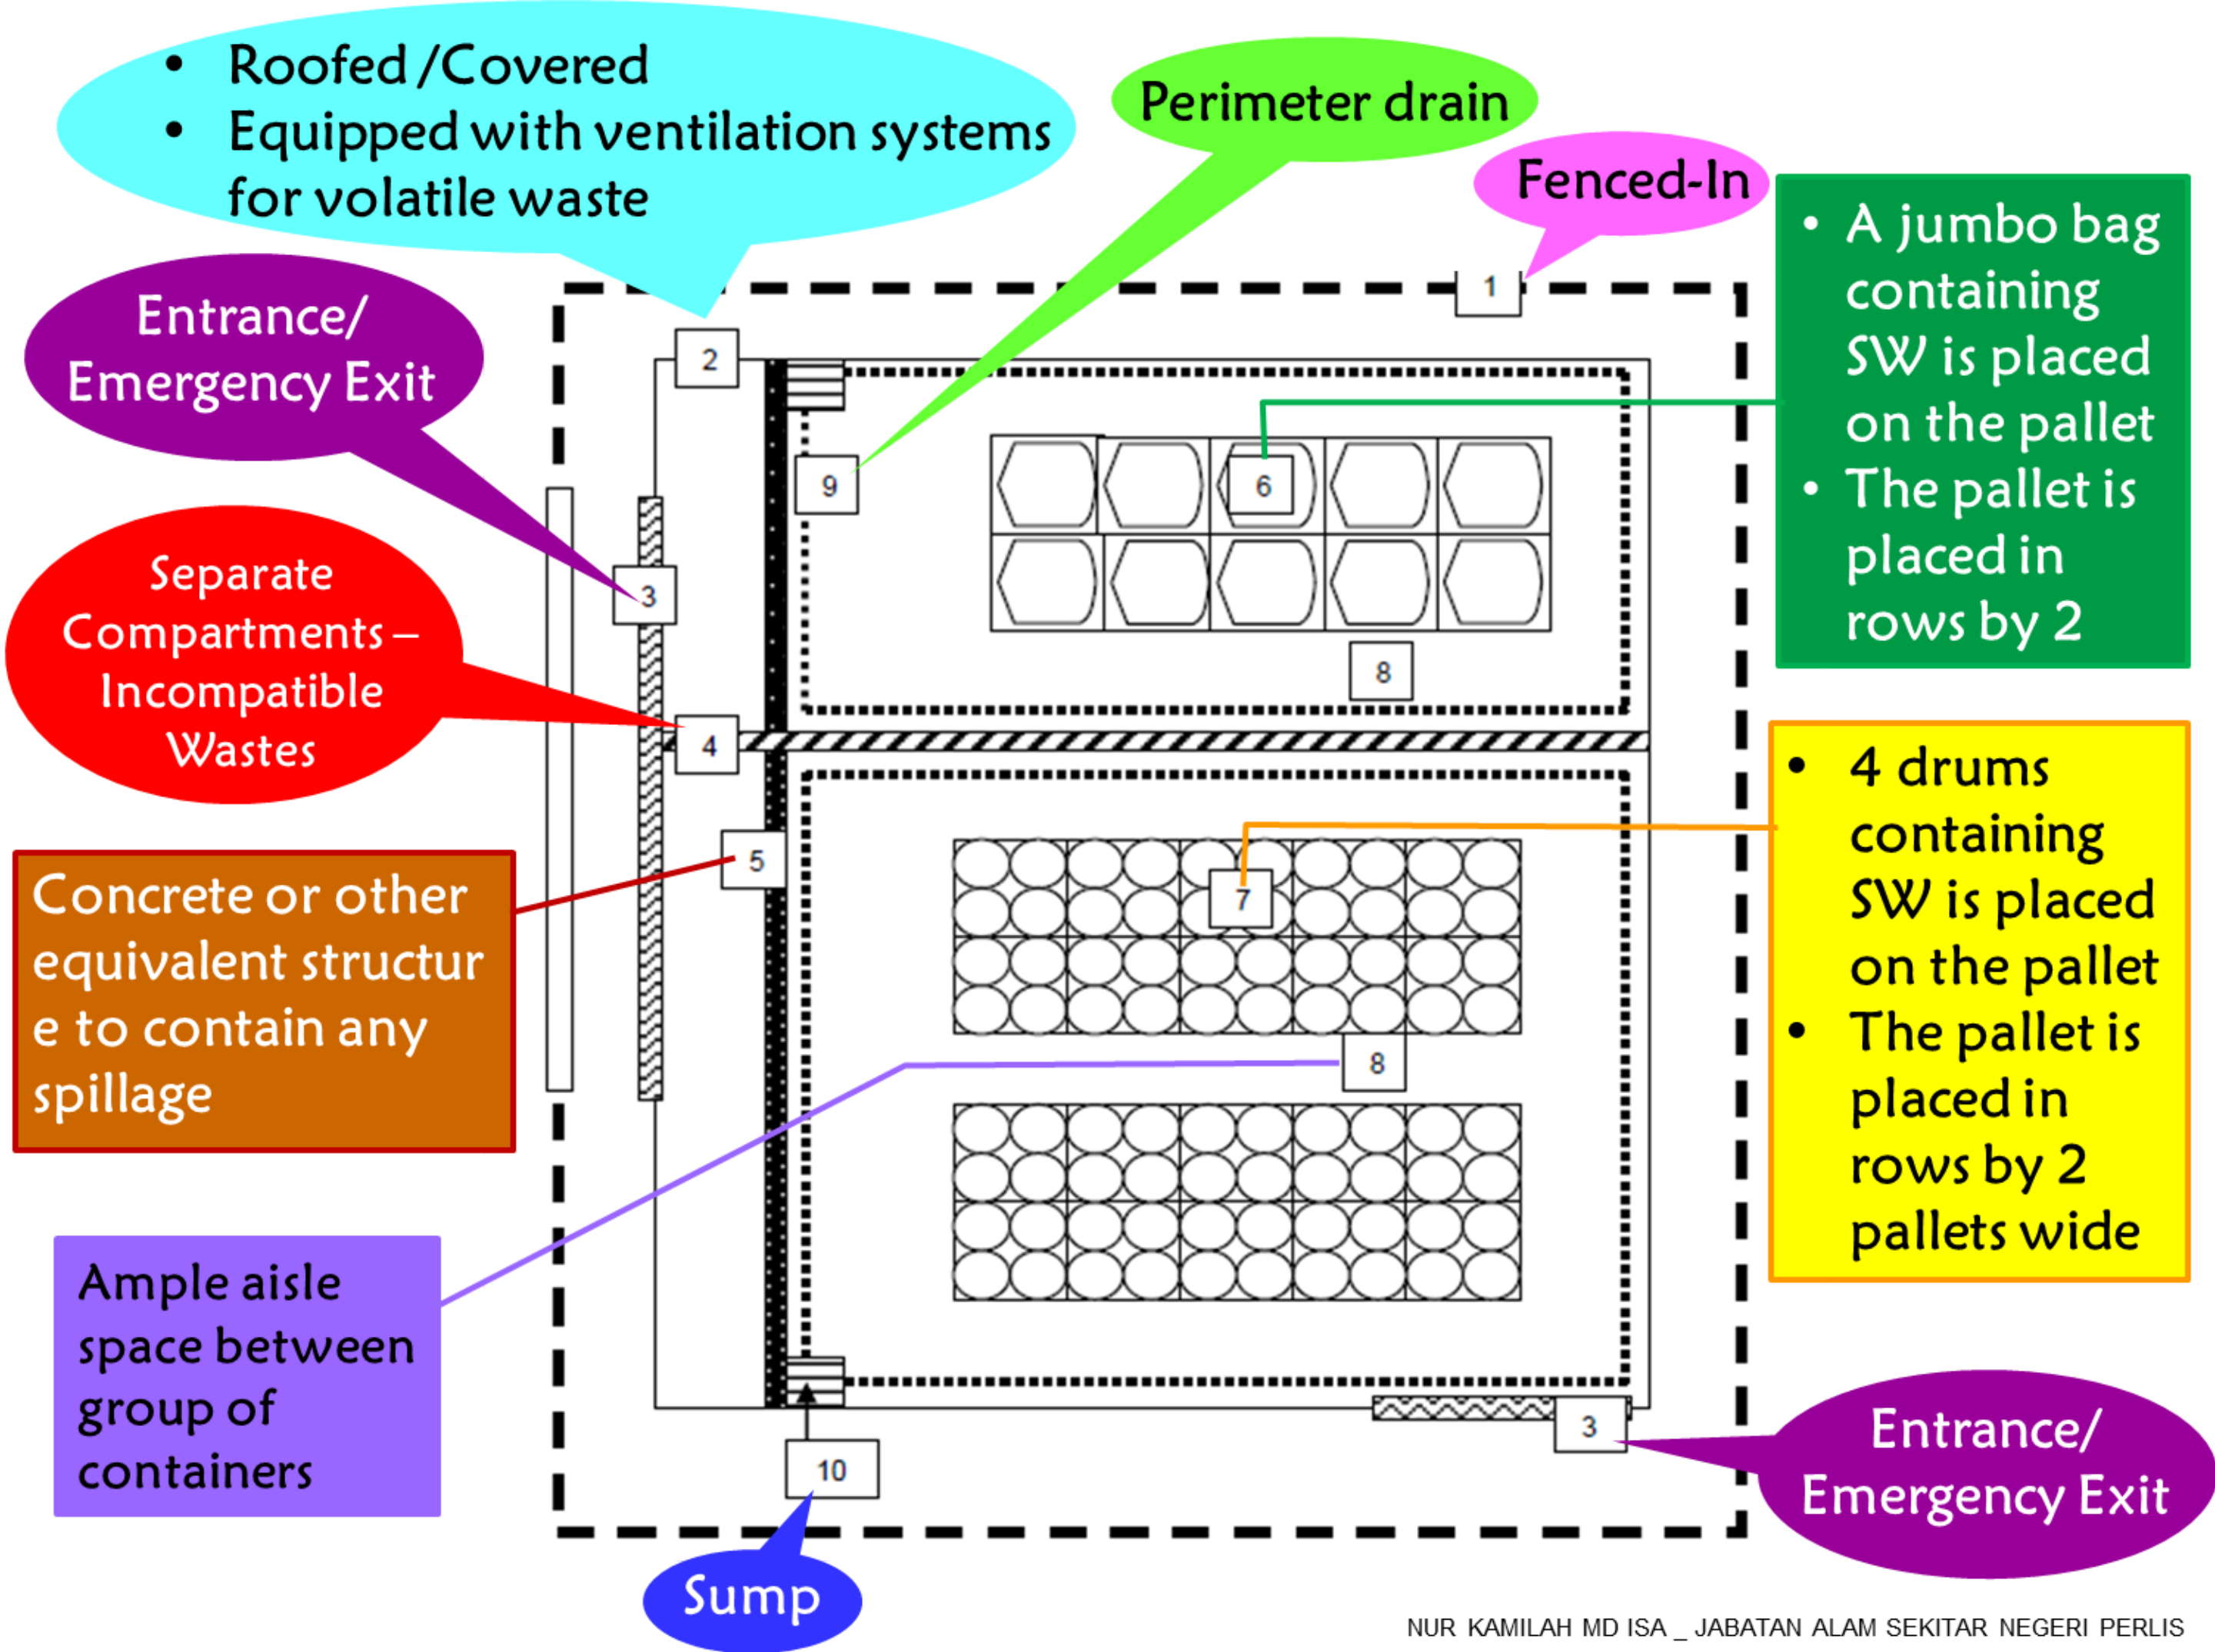 • Roofed /Covered
• Equipped with ventilation systems
for volatile waste
Perimeter drain
Fenced-In
• A jumbo bag
containing
SW is placed
on the pallet
• The pallet is
placed in
rows by 2
Entrance/
Emergency Exit
Separate
Compartments –
Incompatible
Wastes
1
2
9
6
3
8
4
5
7
8
3
10
• 4 drums
containing
SW is placed
on the pallet
• The pallet is
placed in
rows by 2
pallets wide
Concrete or other
equivalent structur
e to contain any
spillage
Ample aisle
space between
group of
containers
Entrance/
Emergency Exit
Sump
NUR KAMILAH MD ISA _ JABATAN ALAM SEKITAR NEGERI PERLIS